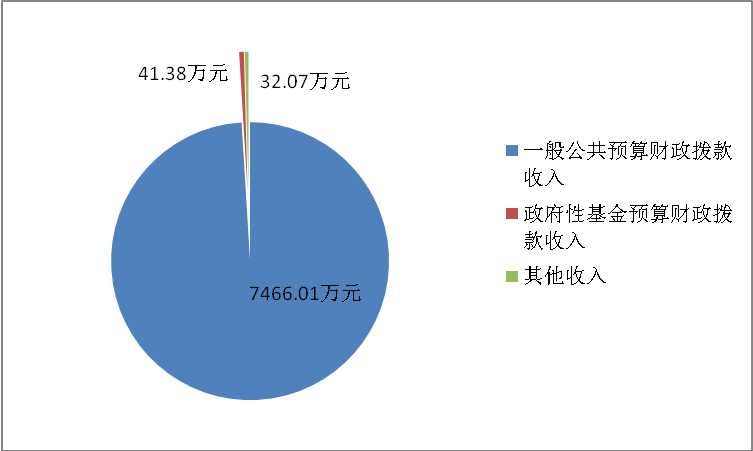 41.38万元
32.07万元
7466.01万元
一般公共预算财政拨款
收入
政府性基金预算财政拨
款收入
其他收入